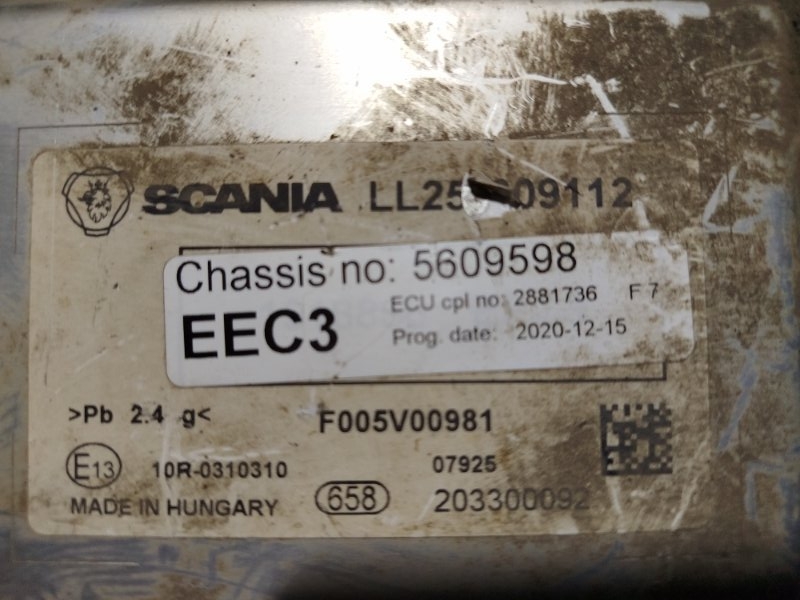 SCANIA
Chassis no: 5609598
ECU cpl no: 2881736 F 7
EEC3
Prog. date: 2020-12-15
>Pb 2.4 g<
F005V00981
E13
10R-0310310
07925
MADE IN HUNGARY
658
203300092